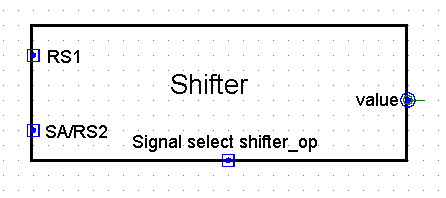 RS1
Shifter
value
SA/RS2
Signal select shifter_op